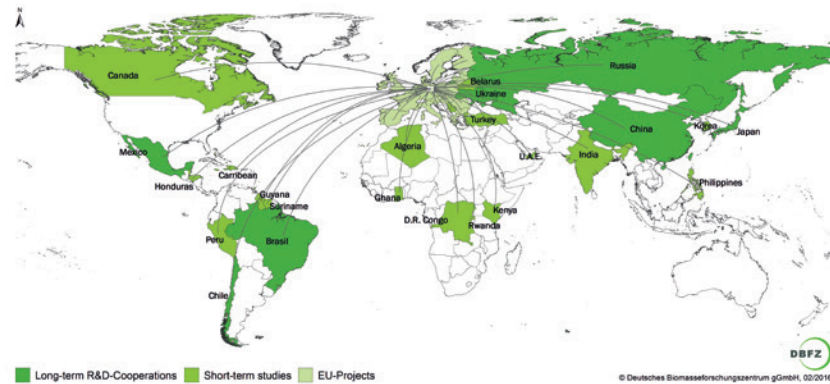 N
Canada
Russia
Belarus
Ukraine
Turkey
China
Korea
Japan
Mexico
Algeria
U.A.E.
India
Honduras
Carribean
Philippines
Guyana
Suriname
Ghana
Kenya
D.R. Congo
Rwanda
Peru
Brasil
Chile
DBFZ
Long-term R&D-Cooperations
Short-term studies
EU-Projects
© Deutsches Biomasseforschungszentrum gGmbH, 02/2016